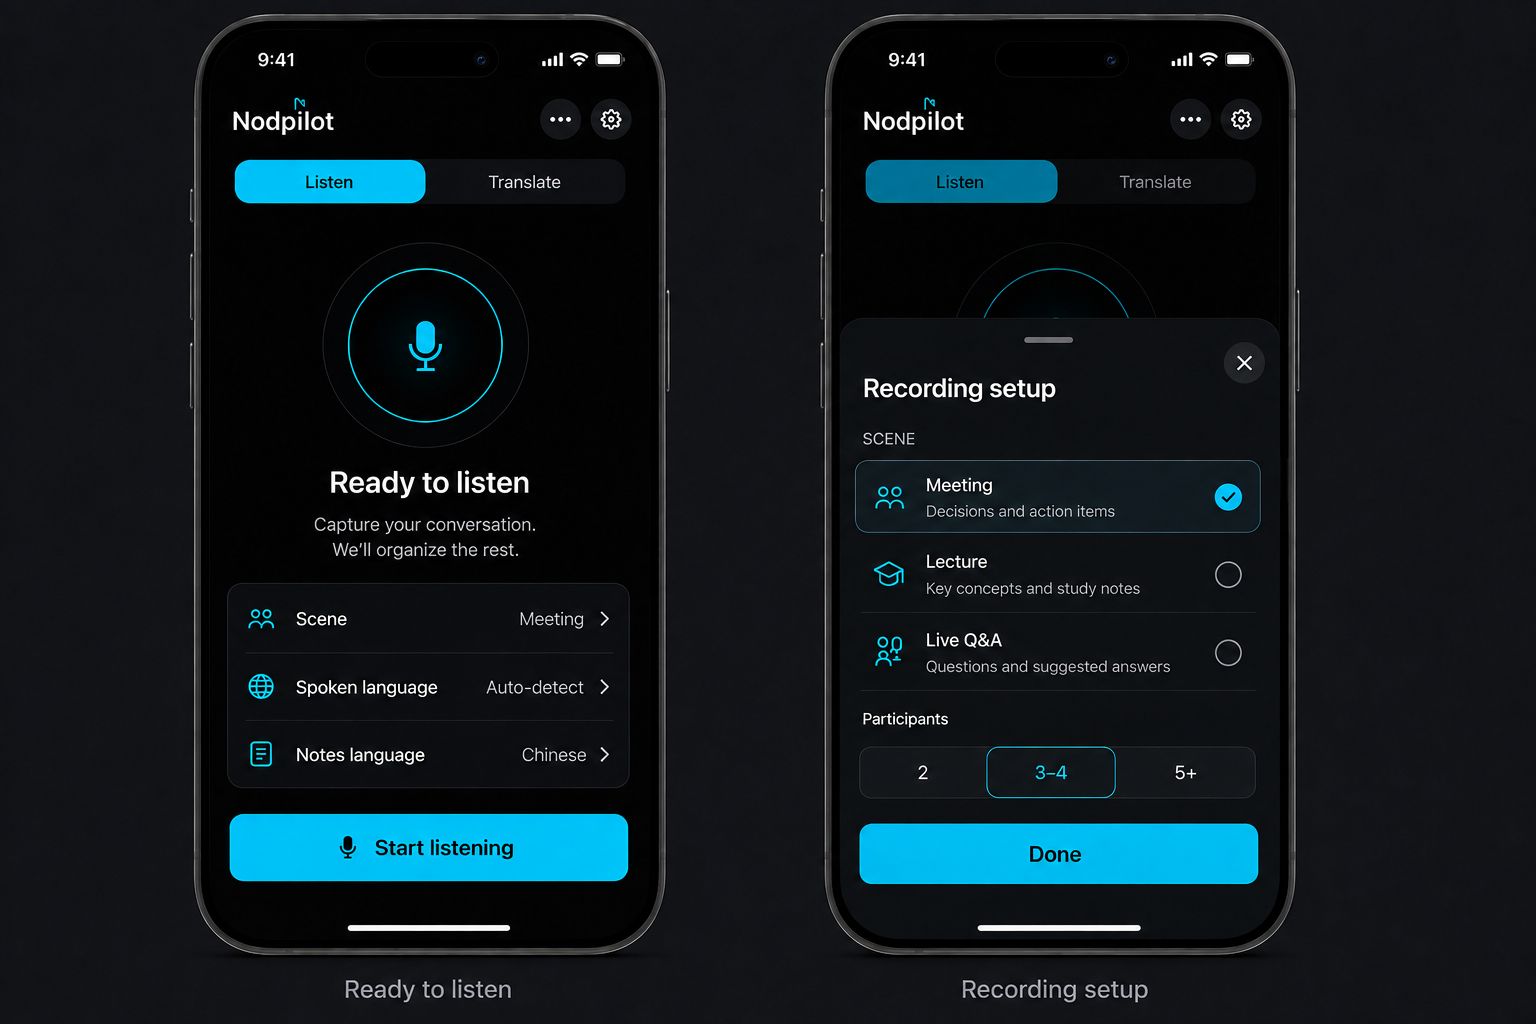 9:41
Nodpilot
Listen
Translate
Ready to listen
Capture your conversation.
We'll organize the rest.
Scene
Meeting
Spoken language
Auto-detect
Notes language
Chinese
Start listening
Ready to listen
9:41
Nodpilot
Listen
Translate
Recording setup
SCENE
Meeting
Decisions and action items
Lecture
Key concepts and study notes
Live Q&A
Questions and suggested answers
Participants
2
3–4
5+
Done
Recording setup